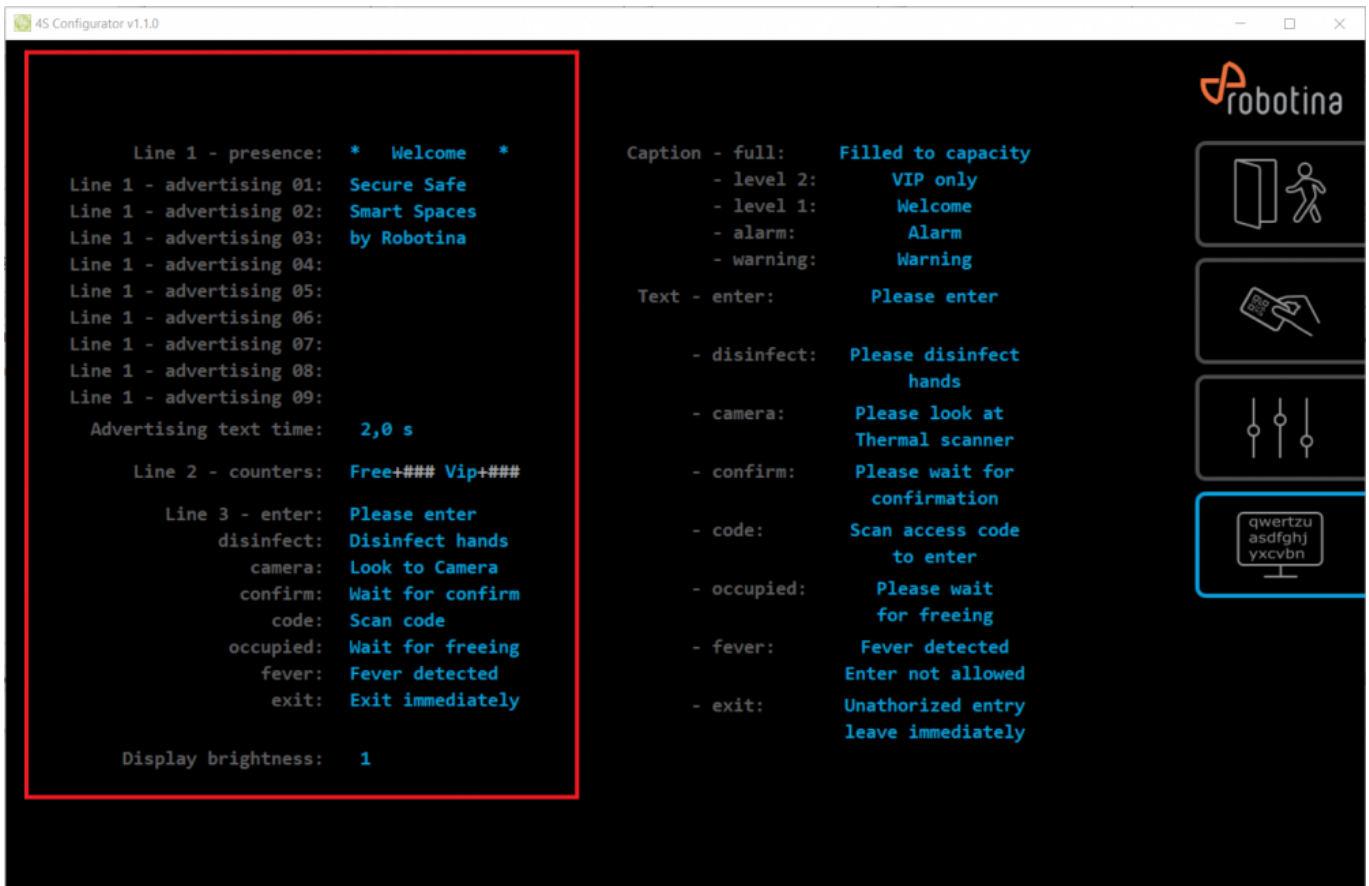 4S Configurator v1.1.0
robotina
Line 1 - presence: * Welcome *
Line 1 - advertising 01: Secure Safe
Line 1 - advertising 02: Smart Spaces
Line 1 - advertising 03: by Robotina
Line 1 - advertising 04:
Line 1 - advertising 05:
Line 1 - advertising 06:
Line 1 - advertising 07:
Line 1 - advertising 08:
Line 1 - advertising 09:
Advertising text time: 2,0 s
Line 2 - counters: Free+### Vip+###
Line 3 - enter: Please enter
disinfect: Disinfect hands
camera: Look to Camera
confirm: Wait for confirm
code: Scan code
occupied: Wait for freeing
fever: Fever detected
exit: Exit immediately
Display brightness: 1
Caption - full: Filled to capacity
- level 2: VIP only
- level 1: Welcome
- alarm: Alarm
- warning: Warning
Text - enter: Please enter
- disinfect: Please disinfect
hands
- camera: Please look at
Thermal scanner
- confirm: Please wait for
confirmation
- code: Scan access code
to enter
- occupied: Please wait
for freeing
- fever: Fever detected
Enter not allowed
- exit: Unathorized entry
leave immediately
qwertzu
asdfghj
yxcvbn